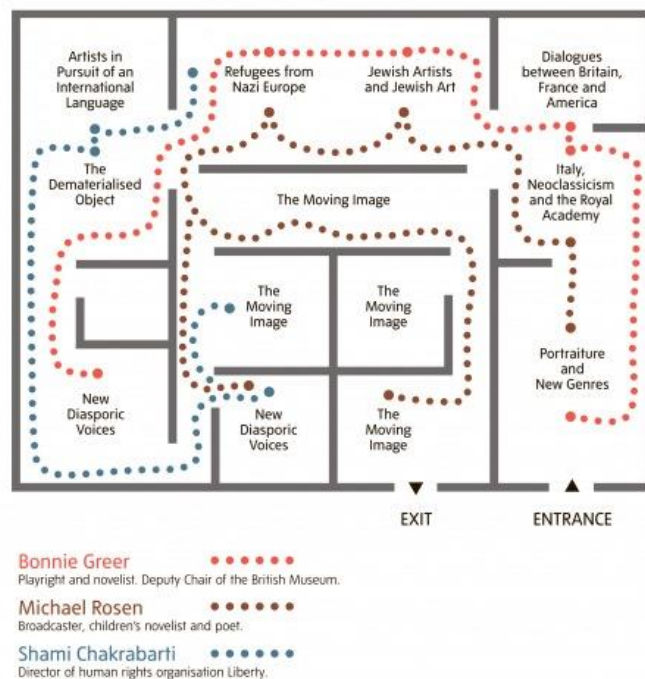 Artists in
Pursuit of an
International
Language
Refugees from
Nazi Europe
Jewish Artists
and Jewish Art
Dialogues
between Britain,
France and
America
The
Dematerialised
Object
The Moving Image
Italy,
Neoclassicism
and the Royal
Academy
The
Moving
Image
The
Moving
Image
Portraiture
and
New Genres
New
Diasporic
Voices
New
Diasporic
Voices
The
Moving
Image
EXIT
ENTRANCE
Bonnie Greer
Playright and novelist. Deputy Chair of the British Museum.
Michael Rosen
Broadcaster, children's novelist and poet.
Shami Chakrabarti
Director of human rights organisation Liberty.